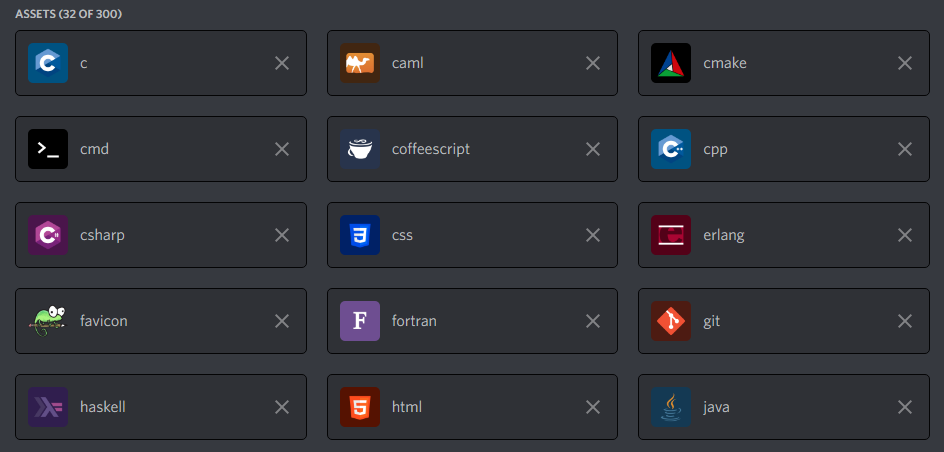 ASSETS (32 OF 300)
c
caml
cmake
cmd
coffeescript
cpp
csharp
css
erlang
favicon
F fortran
git
haskell
html
java